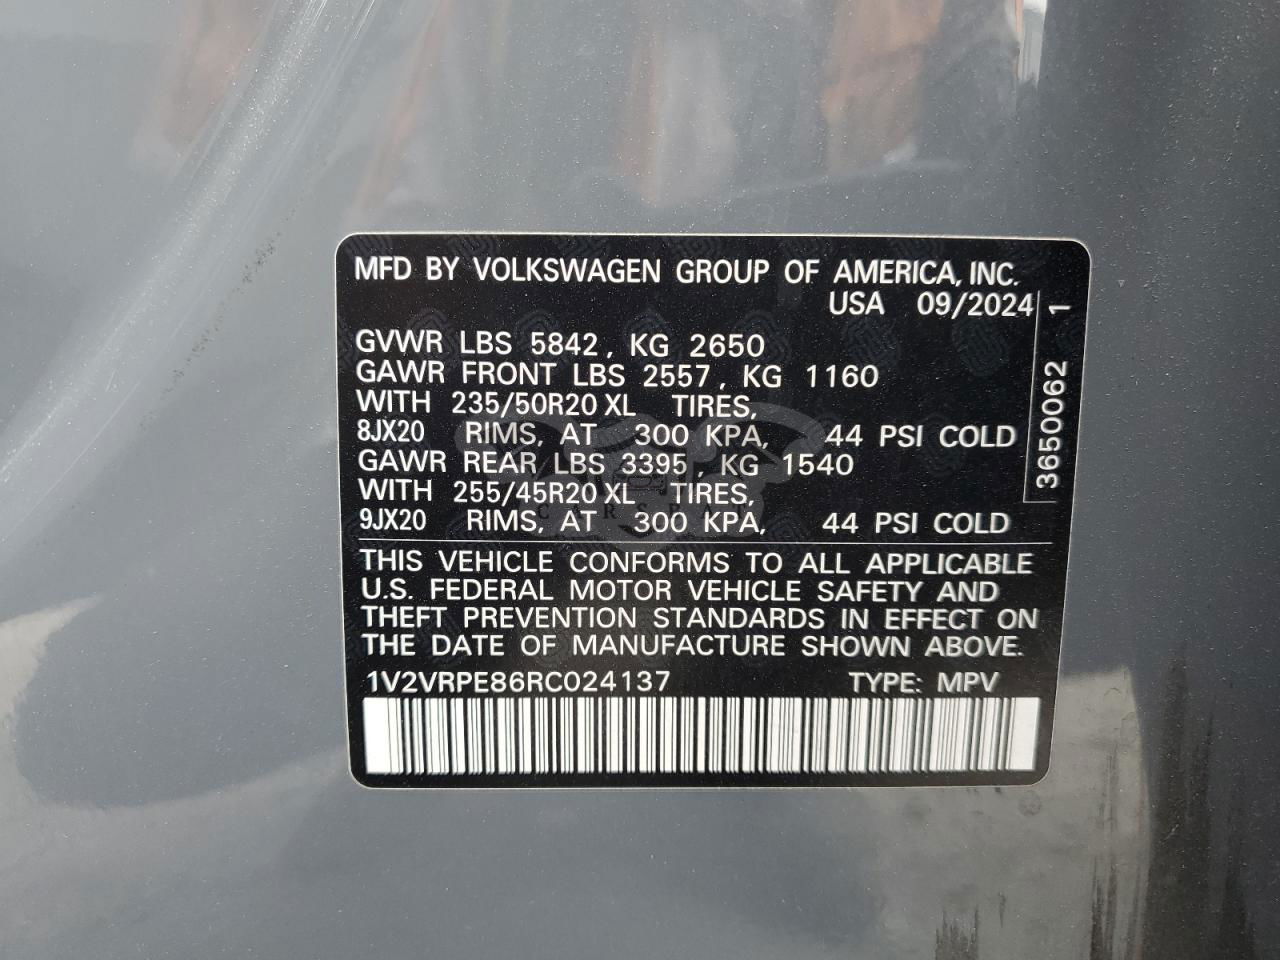 MFD BY VOLKSWAGEN GROUP OF AMERICA, INC.
USA 09/2024
GVWR LBS 5842, KG 2650
GAWR FRONT LBS 2557, KG 1160
WITH 235/50R20 XL TIRES,
8JX20 RIMS, AT 300 KPA, 44 PSI COLD
GAWR REAR LBS 3395, KG 1540
WITH 255/45R20 XL TIRES,
9JX20 RIMS, AT 300 KPA, 44 PSI COLD
3650062 1
THIS VEHICLE CONFORMS TO ALL APPLICABLE
U.S. FEDERAL MOTOR VEHICLE SAFETY AND
THEFT PREVENTION STANDARDS IN EFFECT ON
THE DATE OF MANUFACTURE SHOWN ABOVE.
1V2VRPE86RC024137 TYPE: MPV